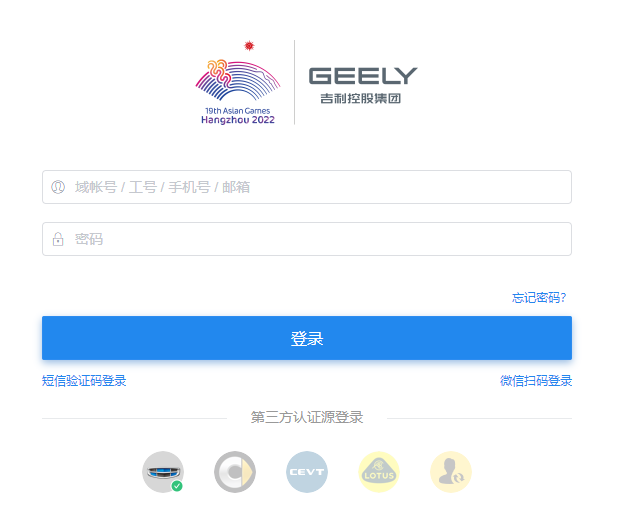 GEELY
吉利控股集团
19th Asian Games
Hangzhou 2022
域帐号 / 工号 / 手机号 / 邮箱
密码
忘记密码?
登录
短信验证码登录
微信扫码登录
第三方认证源登录
CEVT
LOTUS